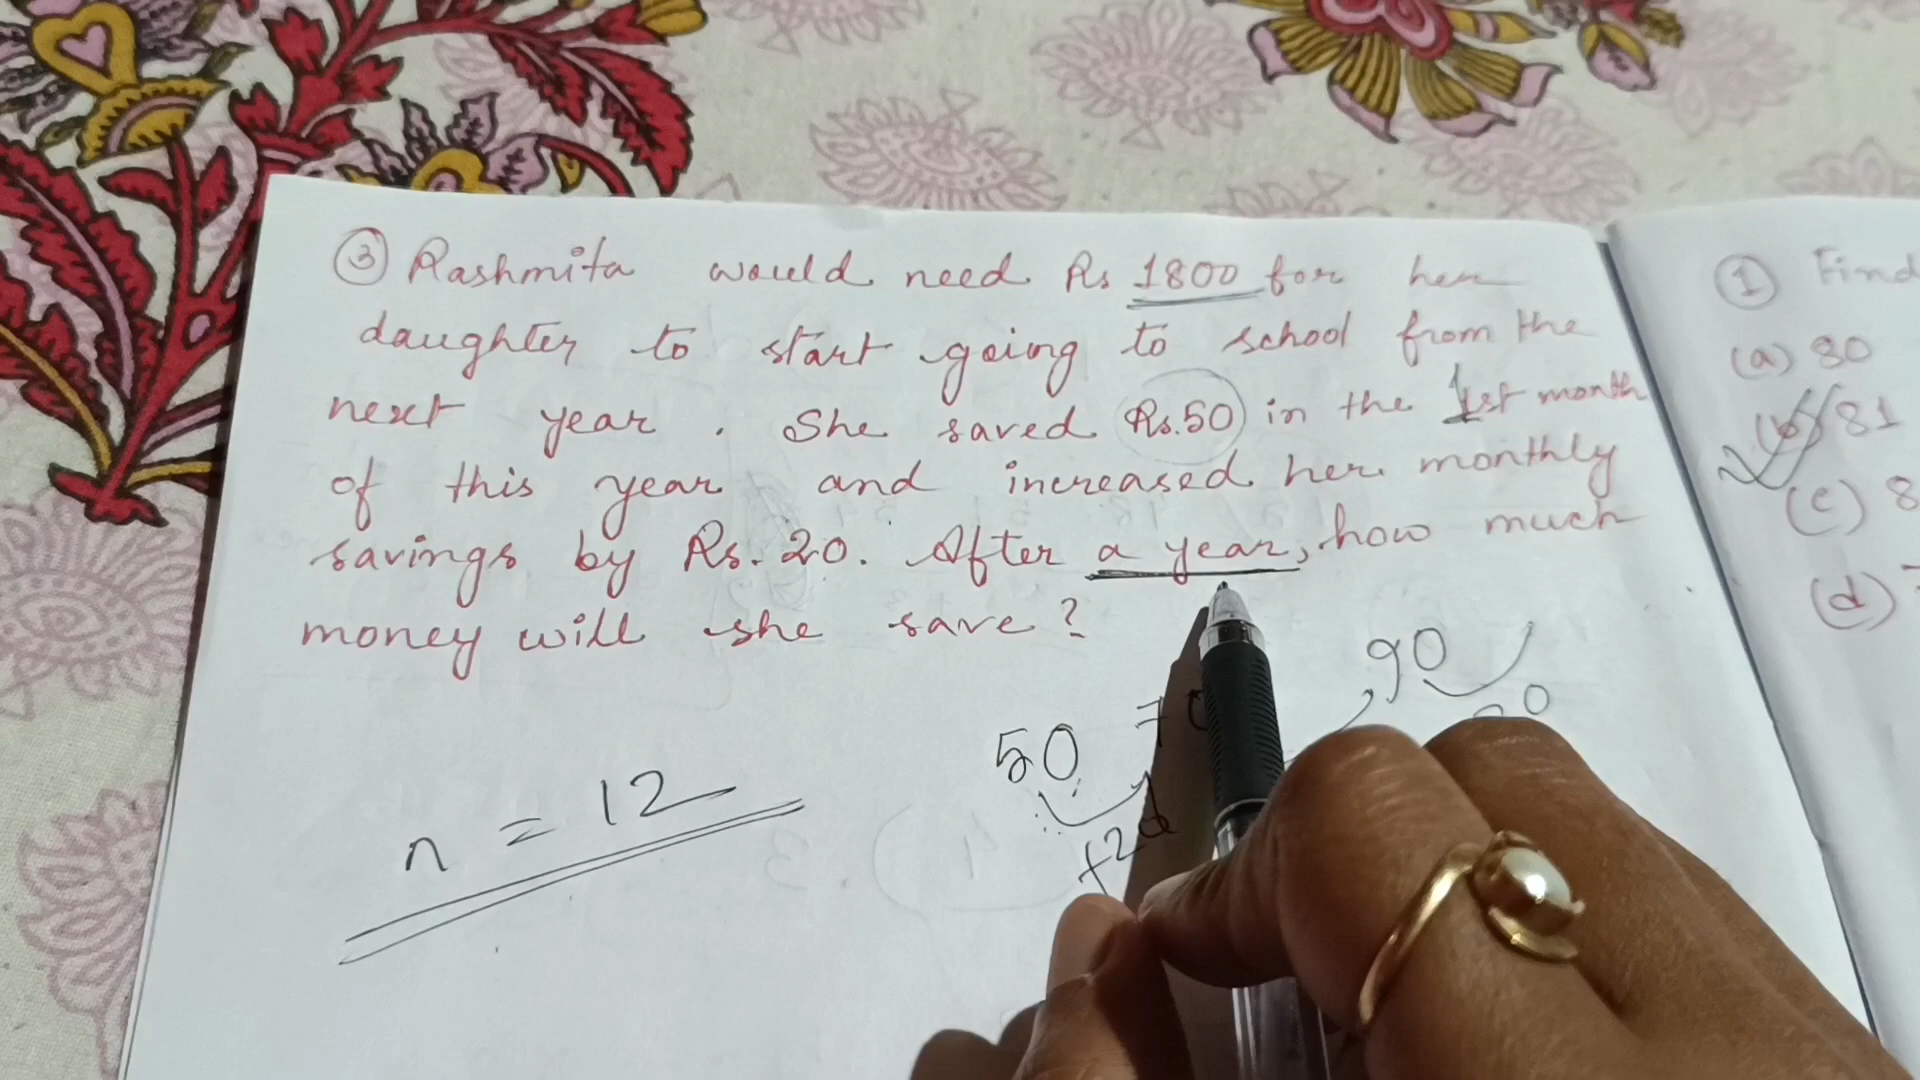 ③ Rashmita would need Rs 1800 for her
daughter to start going to school from the
next year. She saved Rs.50 in the 1st month
of this year and increased her monthly
savings by Rs.20. After a year, how much
money will she save?
90
50
+20
n = 12
① Find
(a) 80
(b) 81
(c) 8
(d)